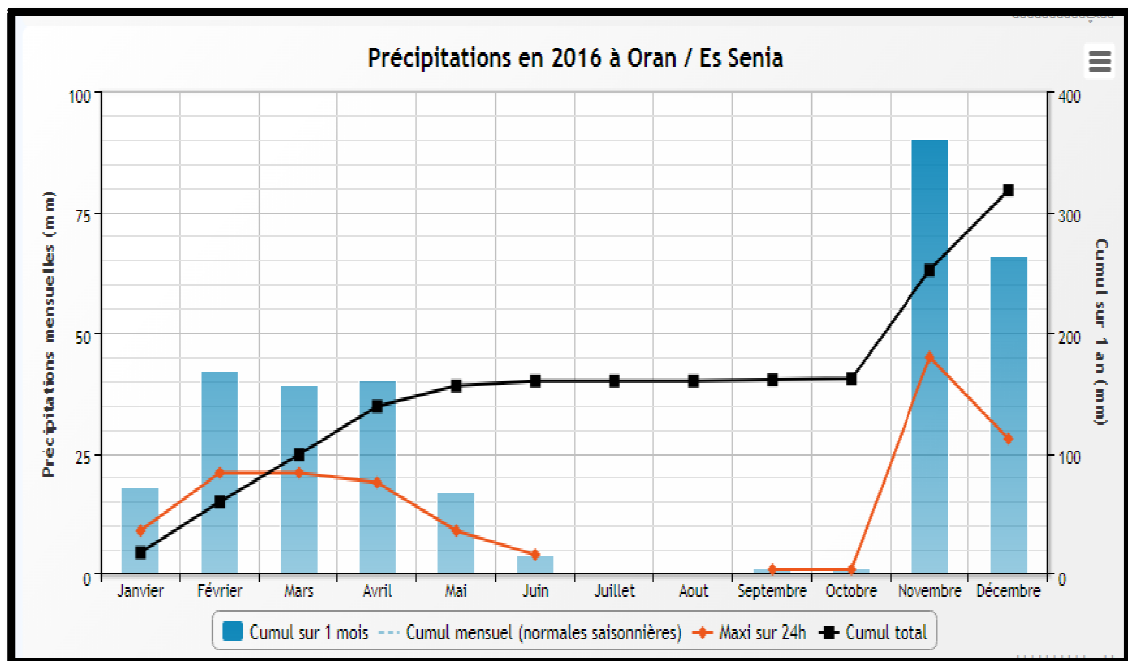 Précipitations en 2016 à Oran / Es Senia
Précipitations mensuelles (mm)
100
75
50
25
0
400
300
200
100
0
Cumul sur 1 an (mm)
Janvier Février Mars Avril Mai Juin Juillet Aout Septembre Octobre Novembre Décembre
Cumul sur 1 mois Cumul mensuel (normales saisonnières) Maxi sur 24h Cumul total